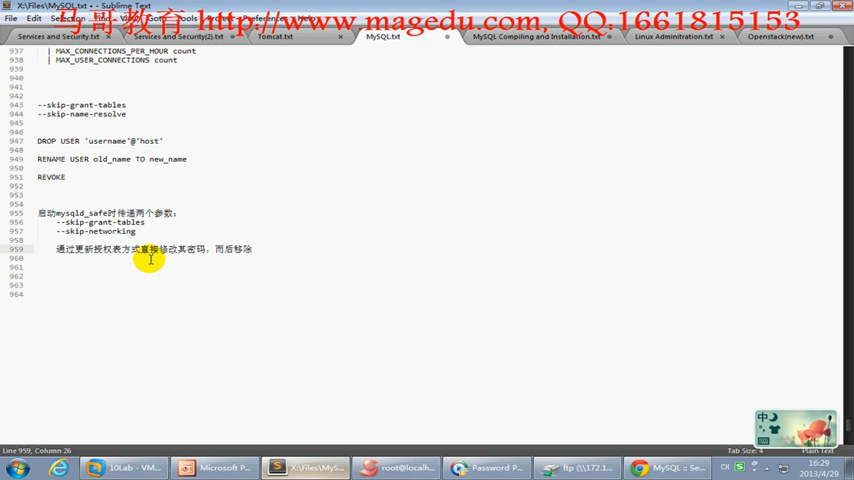 X:\Files\MySQL.txt • - Sublime Text
马哥教育 http://www.magedu.com, QQ:1661815153
File Edit Selection Find View Goto Tools Project Preferences Help
Services and Security.txt Services and Security(2).txt Tomcat.txt MySQL.txt MySQL Compiling and Installation.txt Linux Adminitration.txt Openstack(new).txt
937 | MAX_CONNECTIONS_PER_HOUR count
938 | MAX_USER_CONNECTIONS count
939
940
941
942
943 --skip-grant-tables
944 --skip-name-resolve
945
946
947 DROP USER 'username'@'host'
948
949 RENAME USER old_name TO new_name
950
951 REVOKE
952
953
954
955 启动mysqld_safe时传递两个参数:
956 --skip-grant-tables
957 --skip-networking
958
959 通过更新授权表方式直接修改其密码，而后移除
960
961
962
963
964
中
Line 959, Column 26 Tab Size: 4 Plain Text
10Lab - VM... Microsoft P... X:\Files\MyS... root@localh... Password P... ftp (\\172.1... MySQL :: Se... CH 16:29
2013/4/29